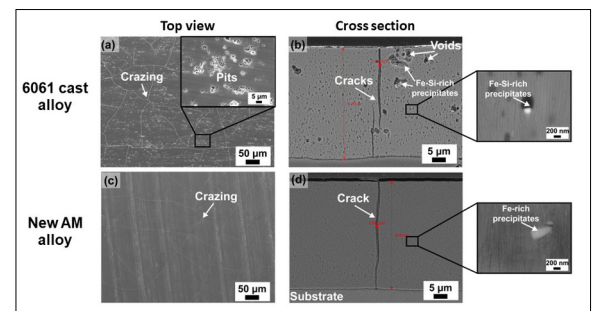 Top view
Cross section
6061 cast
alloy
(a)
Crazing
Pits
5 µm
50 µm
(b)
Voids
Cracks
Fe-Si-rich
precipitates
5 µm
Fe-Si-rich
precipitates
200 nm
New AM
alloy
(c)
Crazing
50 µm
(d)
Crack
Substrate
5 µm
Fe-rich
precipitates
200 nm